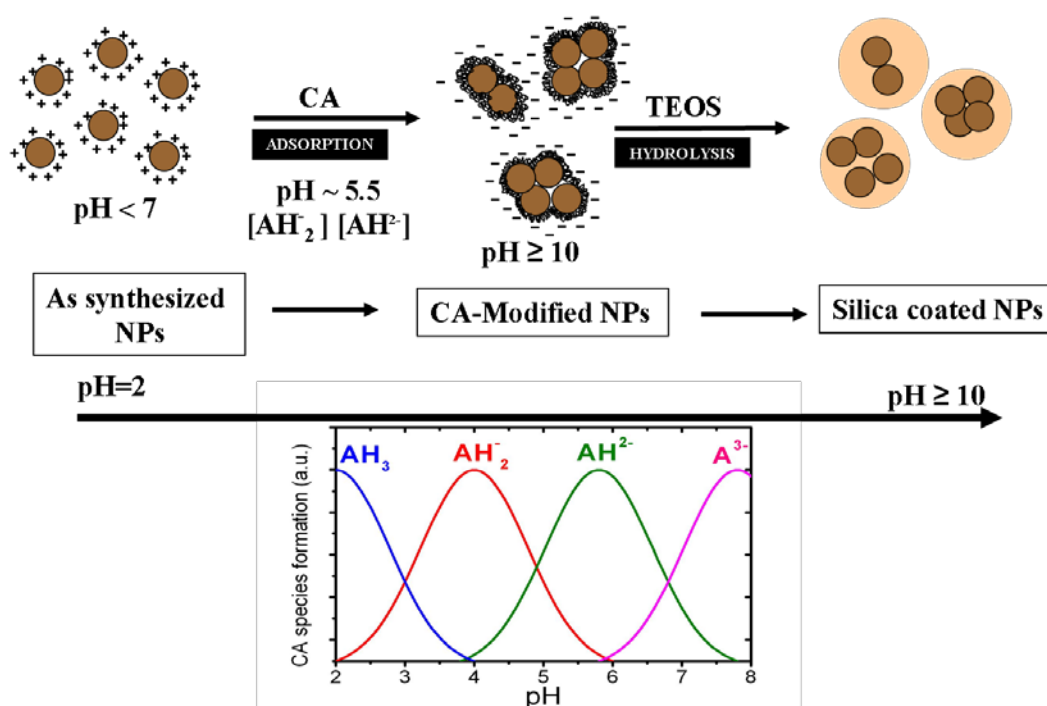 pH < 7
CA
ADSORPTION
pH ~ 5.5
[AH⁻₂] [AH²⁻]
pH ≥ 10
TEOS
HYDROLYSIS
As synthesized
NPs
CA-Modified NPs
Silica coated NPs
pH=2
pH ≥ 10
AH₃
AH⁻₂
AH²⁻
A³⁻
CA species formation (a.u.)
2 3 4 5 6 7 8
pH